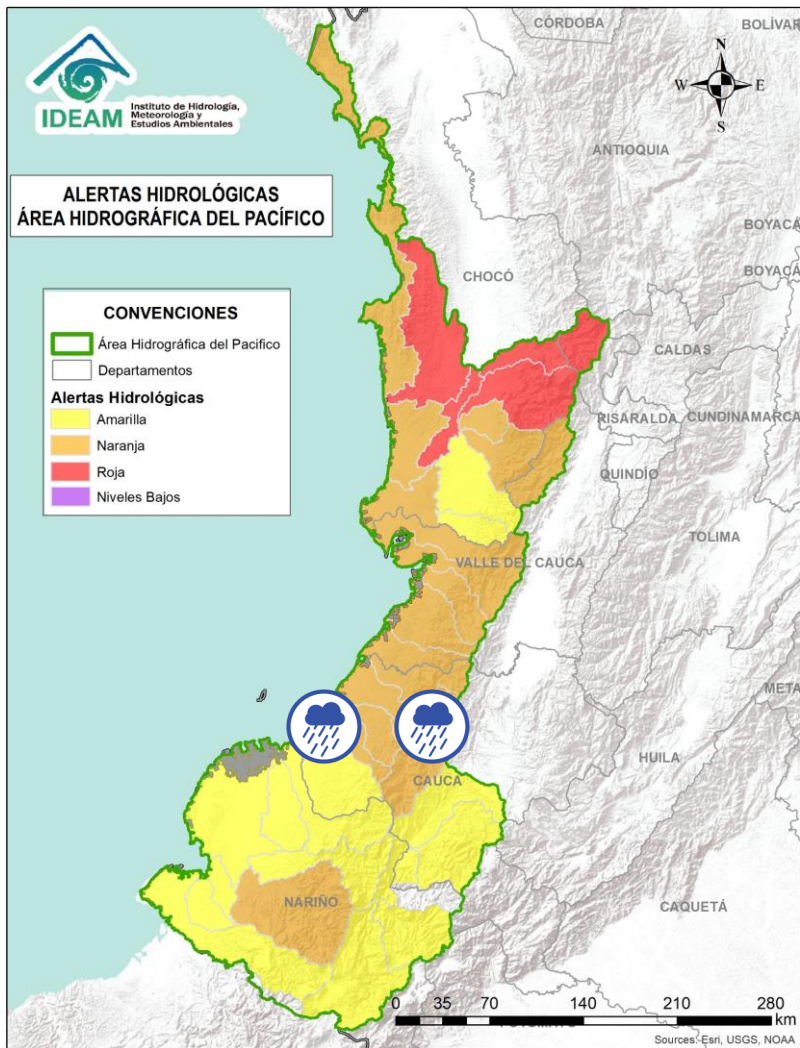 CÓRDOBA
BOLÍVAR
N
W E
S
IDEAM
Instituto de Hidrología,
Meteorología y
Estudios Ambientales
ANTIOQUIA
ALERTAS HIDROLÓGICAS
ÁREA HIDROGRÁFICA DEL PACÍFICO
BOYACÁ
BOYACÁ
CHOCÓ
CONVENCIONES
Área Hidrográfica del Pacifico
Departamentos
Alertas Hidrológicas
Amarilla
Naranja
Roja
Niveles Bajos
CALDAS
RISARALDA
CUNDINAMARCA
QUINDÍO
TOLIMA
VALLE DEL CAUCA
META
HUILA
CAUCA
NARIÑO
CAQUETÁ
0 35 70 140 210 280
km
Sources: Esri, USGS, NOAA